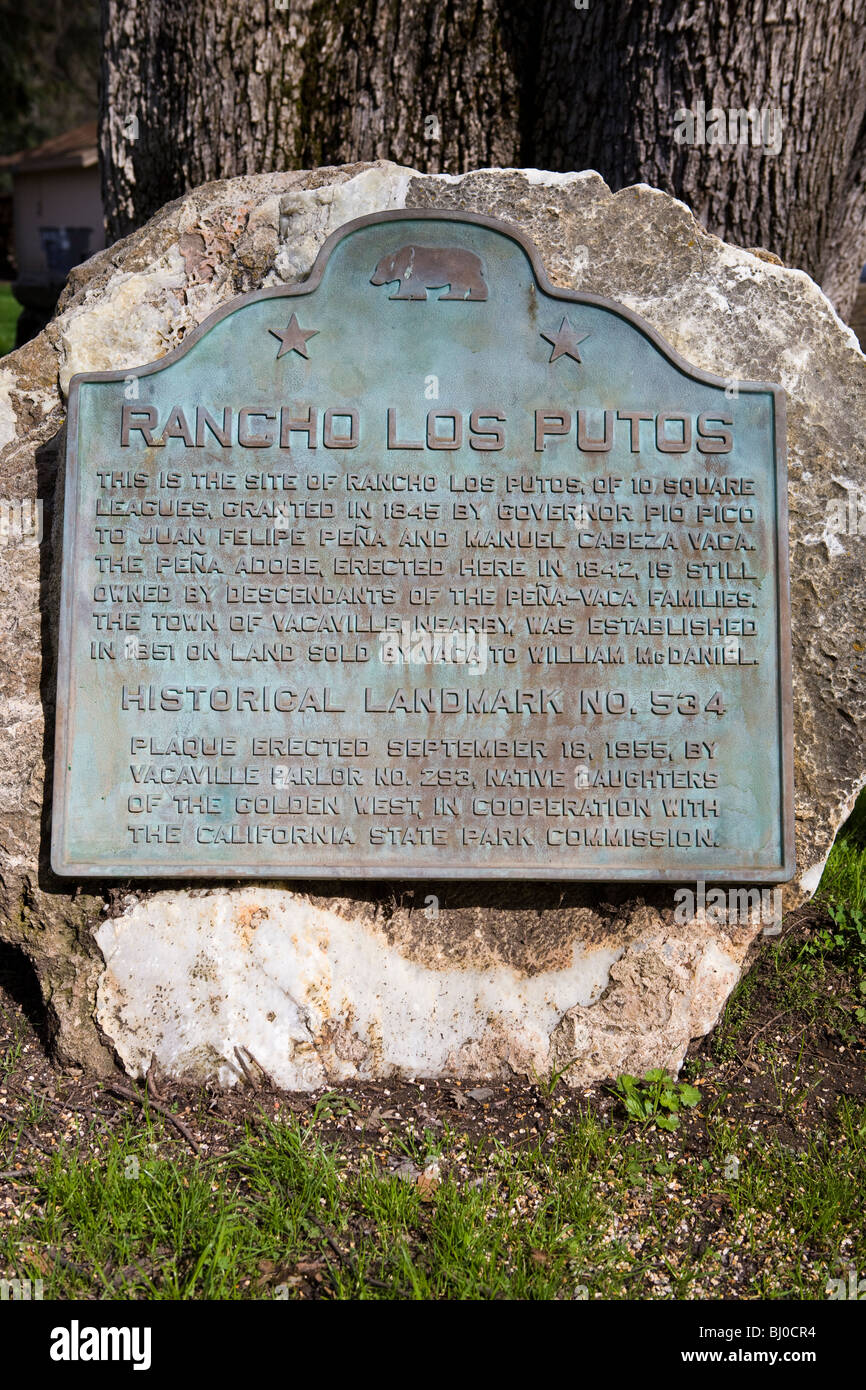 RANCHO LOS PUTOS
THIS IS THE SITE OF RANCHO LOS PUTOS, OF 10 SQUARE
LEAGUES, GRANTED IN 1845 BY GOVERNOR PIO PICO
TO JUAN FELIPE PEÑA AND MANUEL CABEZA VACA.
THE PEÑA ADOBE, ERECTED HERE IN 1842, IS STILL
OWNED BY DESCENDANTS OF THE PEÑA-VACA FAMILIES.
THE TOWN OF VACAVILLE, NEARBY, WAS ESTABLISHED
IN 1851 ON LAND SOLD BY VACA TO WILLIAM McDANIEL.
HISTORICAL LANDMARK NO. 534
PLAQUE ERECTED SEPTEMBER 18, 1955, BY
VACAVILLE PARLOR NO. 293, NATIVE DAUGHTERS
OF THE GOLDEN WEST, IN COOPERATION WITH
THE CALIFORNIA STATE PARK COMMISSION.
alamy
a
alamy stock photo
Image ID: BJ0CR4
www.alamy.com